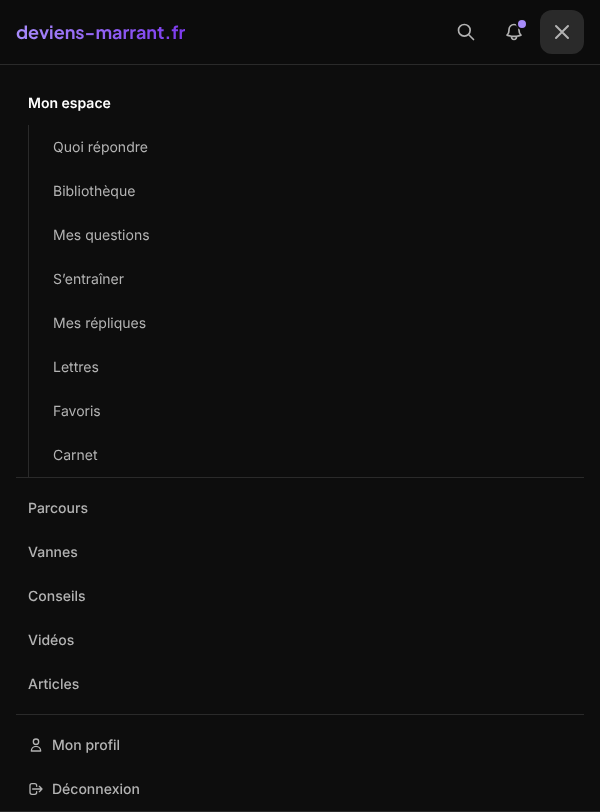 deviens-marrant.fr
Mon espace
Quoi répondre
Bibliothèque
Mes questions
S’entraîner
Mes répliques
Lettres
Favoris
Carnet
Parcours
Vannes
Conseils
Vidéos
Articles
Mon profil
Déconnexion